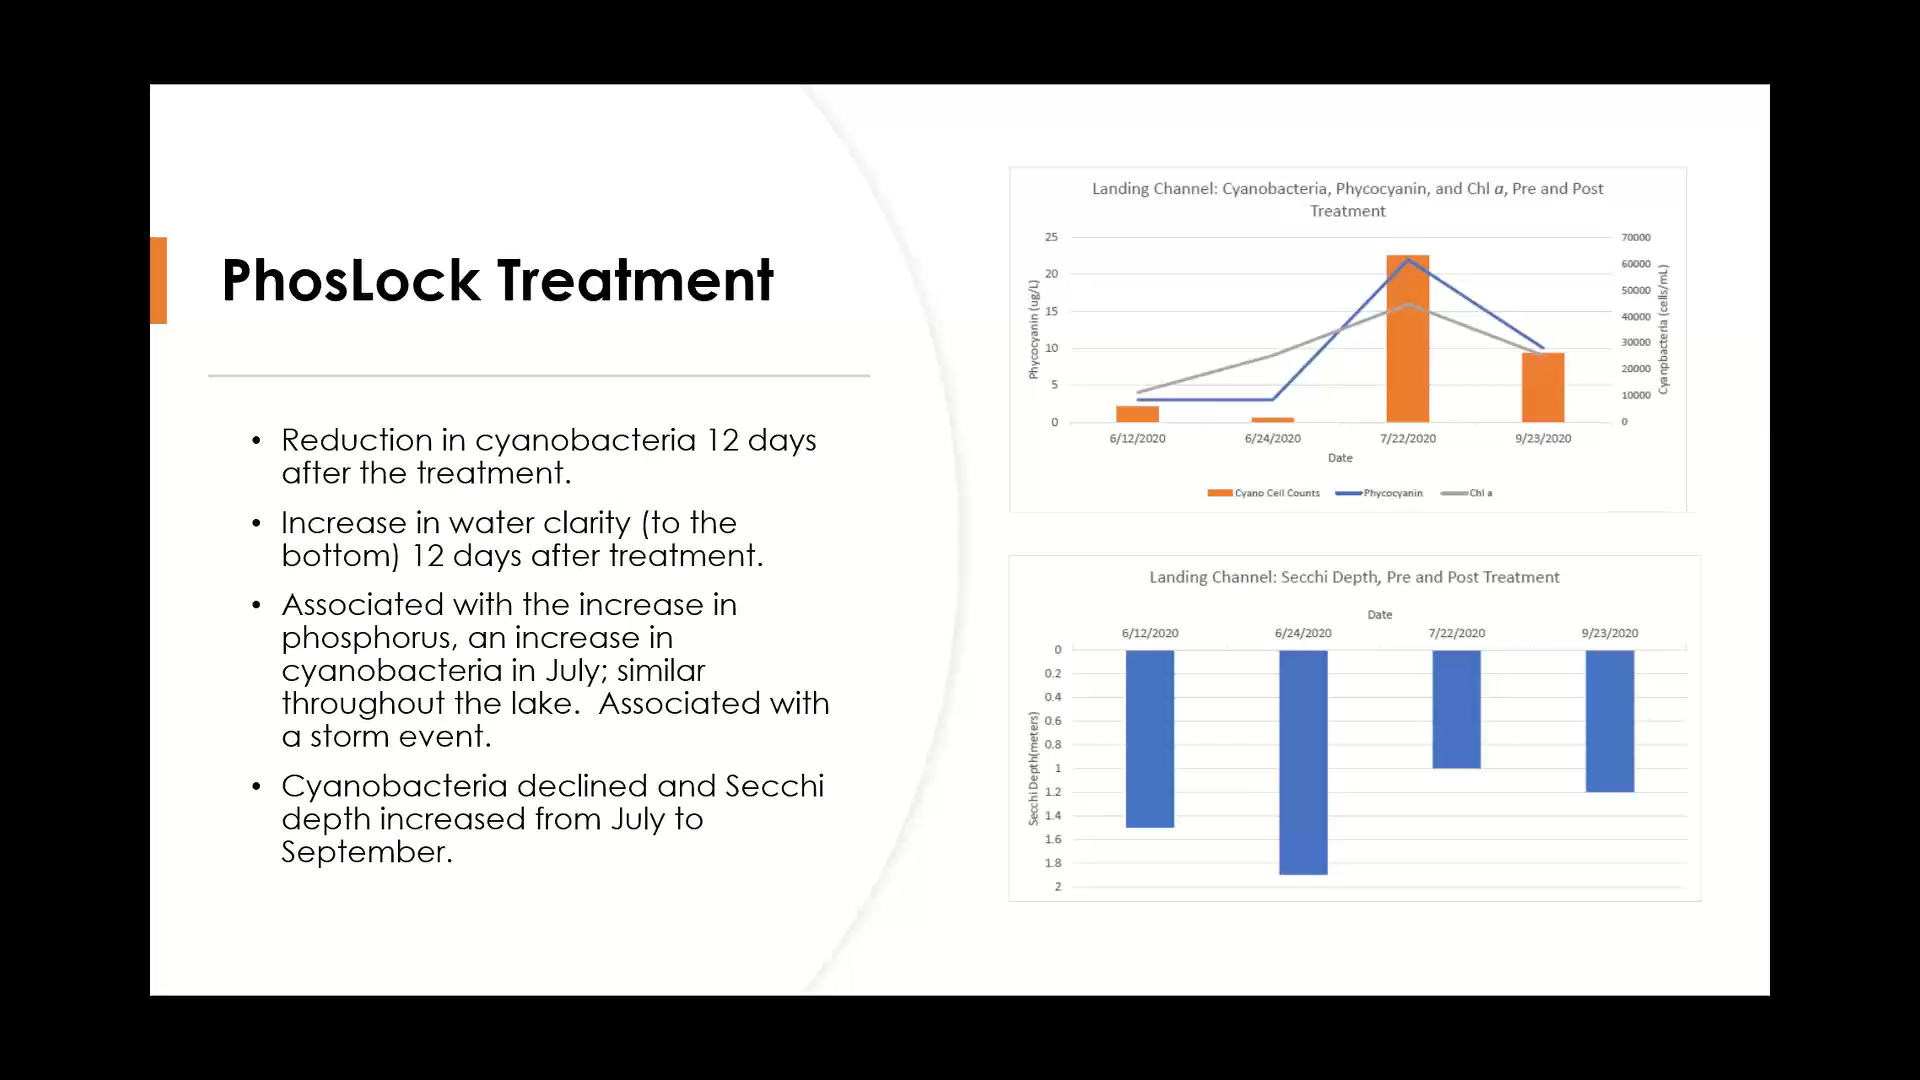 PhosLock Treatment
• Reduction in cyanobacteria 12 days
after the treatment.
• Increase in water clarity (to the
bottom) 12 days after treatment.
• Associated with the increase in
phosphorus, an increase in
cyanobacteria in July; similar
throughout the lake.  Associated with
a storm event.
• Cyanobacteria declined and Secchi
depth increased from July to
September.
Landing Channel: Cyanobacteria, Phycocyanin, and Chl a, Pre and Post
Treatment
Phycocyanin (ug/L)
25
20
15
10
5
0
70000
60000
50000
40000
30000
20000
10000
0
Cyanpbacteria (cells/mL)
6/12/2020 6/24/2020 7/22/2020 9/23/2020
Date
Cyano Cell Counts Phycocyanin Chl a
Landing Channel: Secchi Depth, Pre and Post Treatment
Date
6/12/2020 6/24/2020 7/22/2020 9/23/2020
Secchi Depth(meters)
0
0.2
0.4
0.6
0.8
1
1.2
1.4
1.6
1.8
2